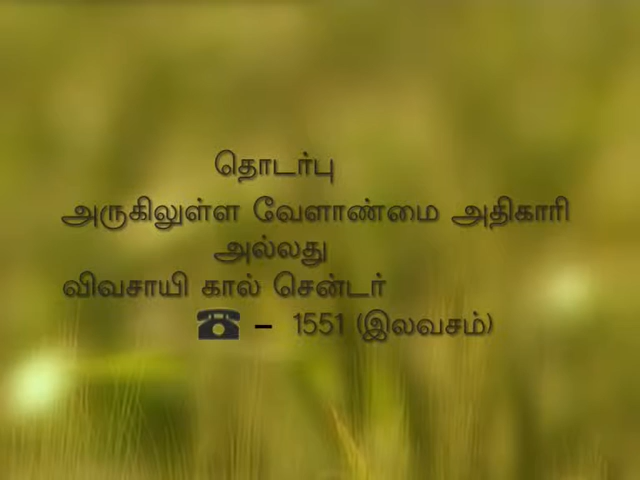 தொடர்பு
அருகிலுள்ள வேளாண்மை அதிகாரி
அல்லது
விவசாயி கால் சென்டர்
☎ – 1551 (இலவசம்)